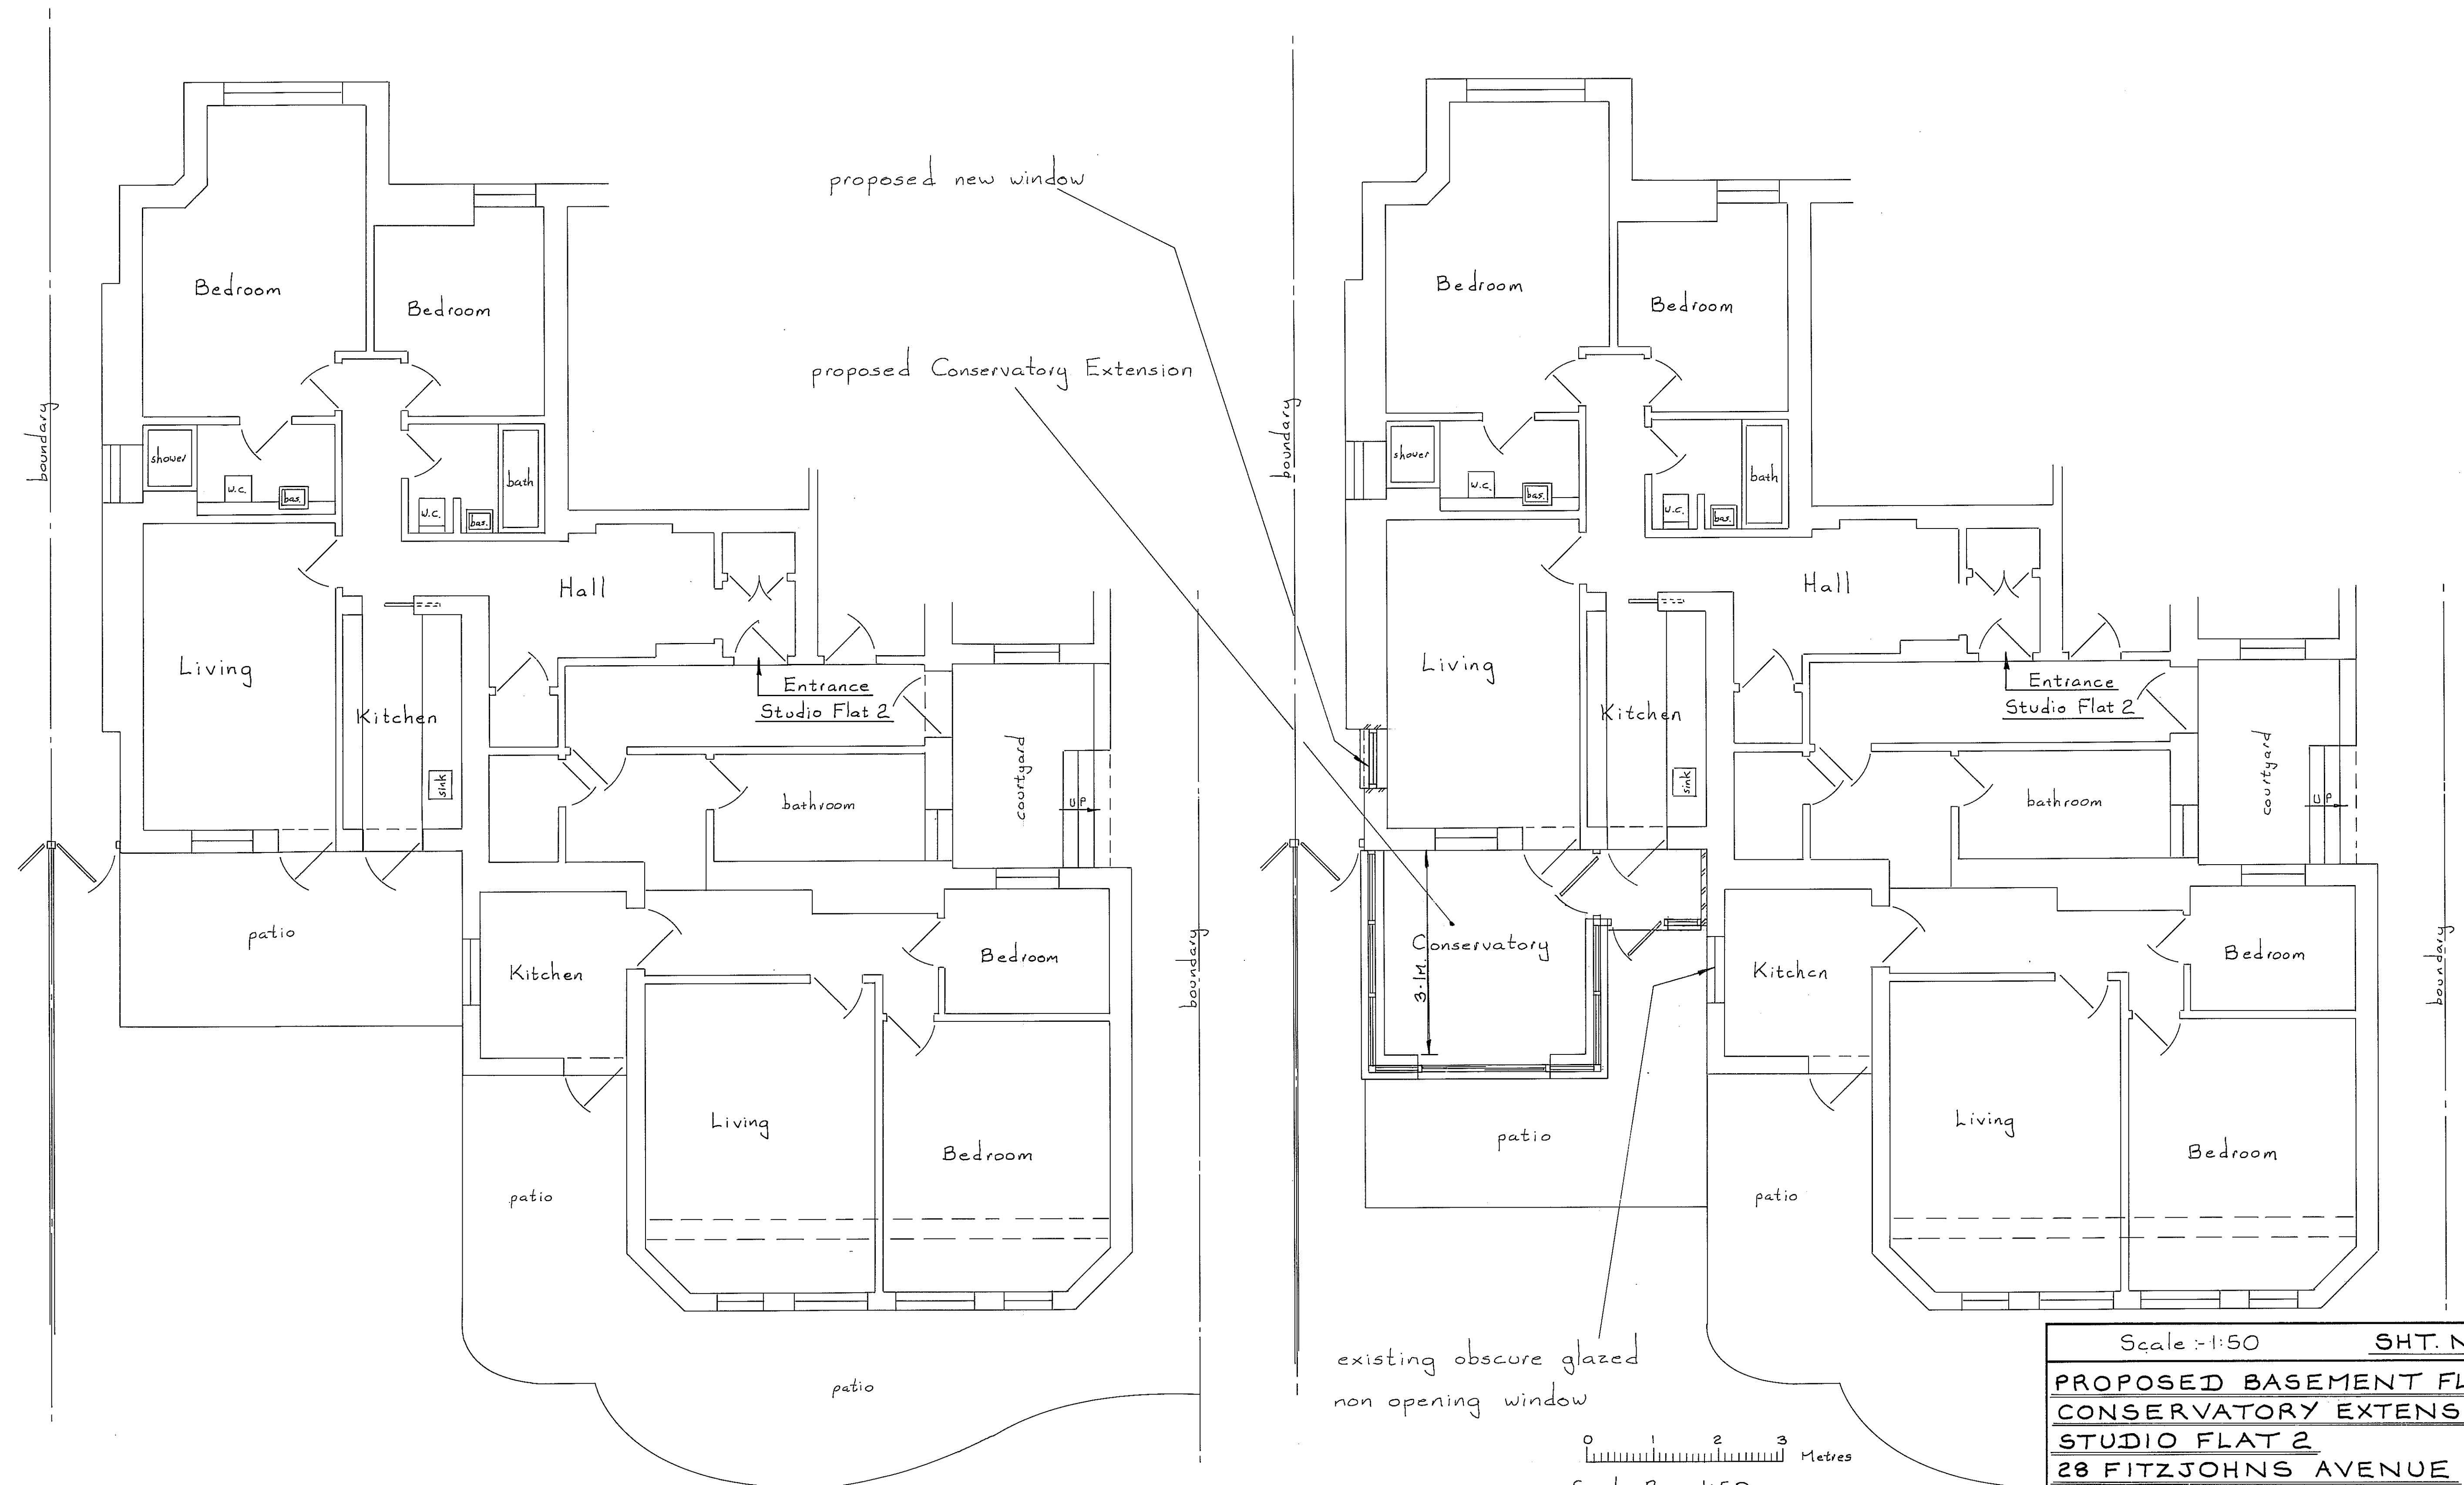 proposed new window
proposed Conservatory Extension
boundary
Bedroom
Bedroom
shower
w.c.
bas.
w.c.
bas.
bath
Hall
Living
Kitchen
sink
Entrance
Studio Flat 2
bathroom
courtyard
UP
patio
Kitchen
Bedroom
Living
Bedroom
patio
patio
boundary
boundary
Bedroom
Bedroom
shower
w.c.
bas.
w.c.
bas.
bath
Hall
Living
Kitchen
sink
Entrance
Studio Flat 2
bathroom
courtyard
UP
Conservatory
3.1M.
Kitchen
Bedroom
Living
Bedroom
patio
patio
boundary
existing obscure glazed
non opening window
0 1 2 3 Metres
Scale :- 1:50 SHT.
PROPOSED BASEMENT
CONSERVATORY
STUDIO FLAT 2
28 FITZJOHNS AVENUE